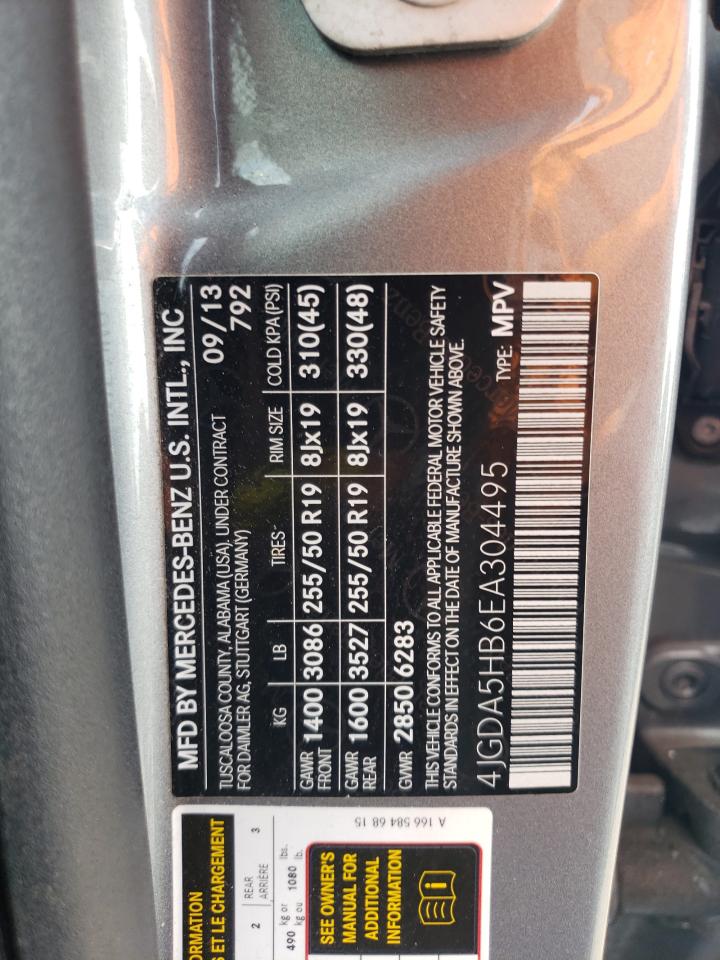 MFD BY MERCEDES-BENZ U.S. INTL., INC
TUSCALOOSA COUNTY, ALABAMA (USA), UNDER CONTRACT 09/13
FOR DAIMLER AG, STUTTGART (GERMANY) 792
KG LB TIRES RIM SIZE COLD KPA (PSI)
GAWR FRONT 1400 3086 255/50 R19 8Jx19 310(45)
GAWR REAR 1600 3527 255/50 R19 8Jx19 330(48)
GVWR 2850 6283
THIS VEHICLE CONFORMS TO ALL APPLICABLE FEDERAL MOTOR VEHICLE SAFETY
STANDARDS IN EFFECT ON THE DATE OF MANUFACTURE SHOWN ABOVE.
4JGDA5HB6EA304495 TYPE: MPV
ORMATION
S ET LE CHARGEMENT
2 REAR ARRIÈRE 3
490 kg or kg ou 1080 lbs. lb.
SEE OWNER'S
MANUAL FOR
ADDITIONAL
INFORMATION
A 166 584 68 15